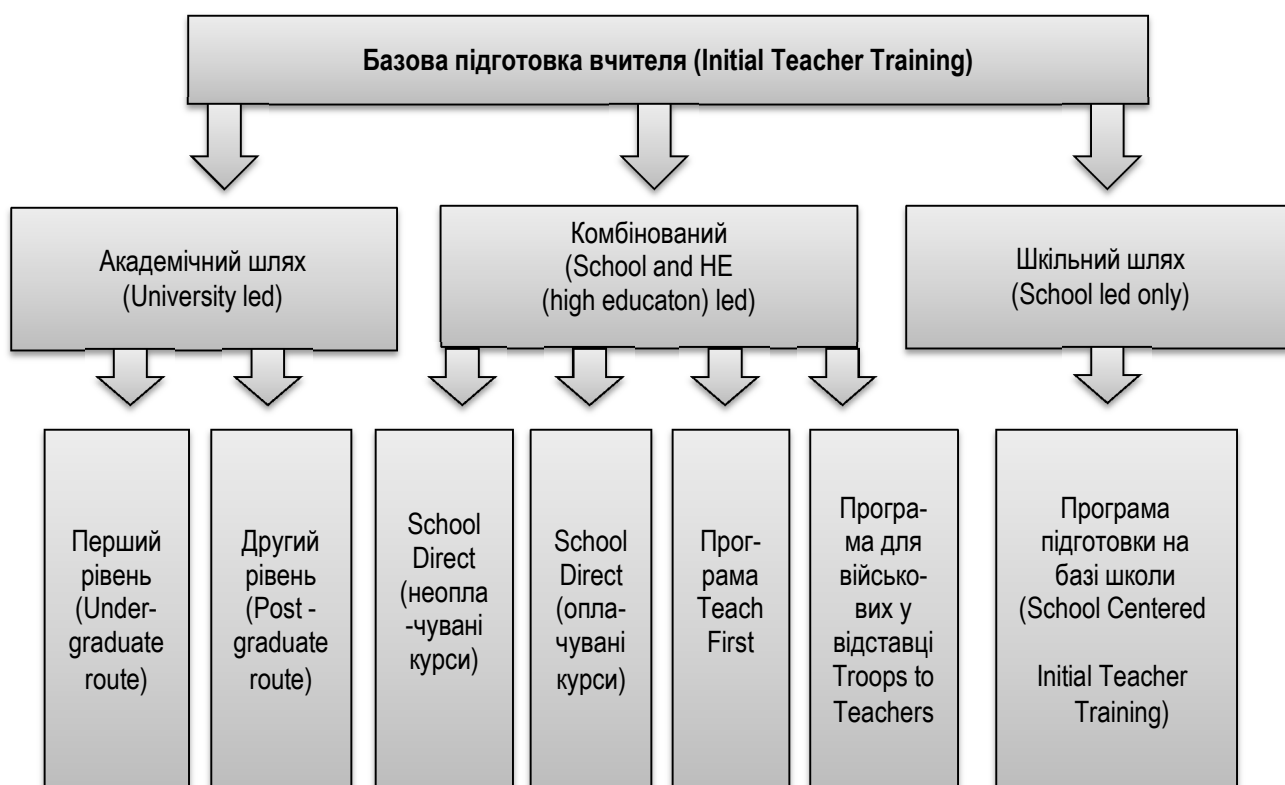 Базова підготовка вчителя (Initial Teacher Training)
Академічний шлях
(University led)
Комбінований
(School and HE
(high educaton) led)
Шкільний шлях
(School led only)
Перший
рівень
(Under-
graduate
route)
Другий
рівень
(Post -
graduate
route)
School
Direct
(неопла
-чувані
курси)
School
Direct
(опла-
чувані
курси)
Прог-
рама
Teach
First
Програ-
ма для
військо-
вих у
відставці
Troops to
Teachers
Програма
підготовки на
базі школи
(School Centered
Initial Teacher
Training)